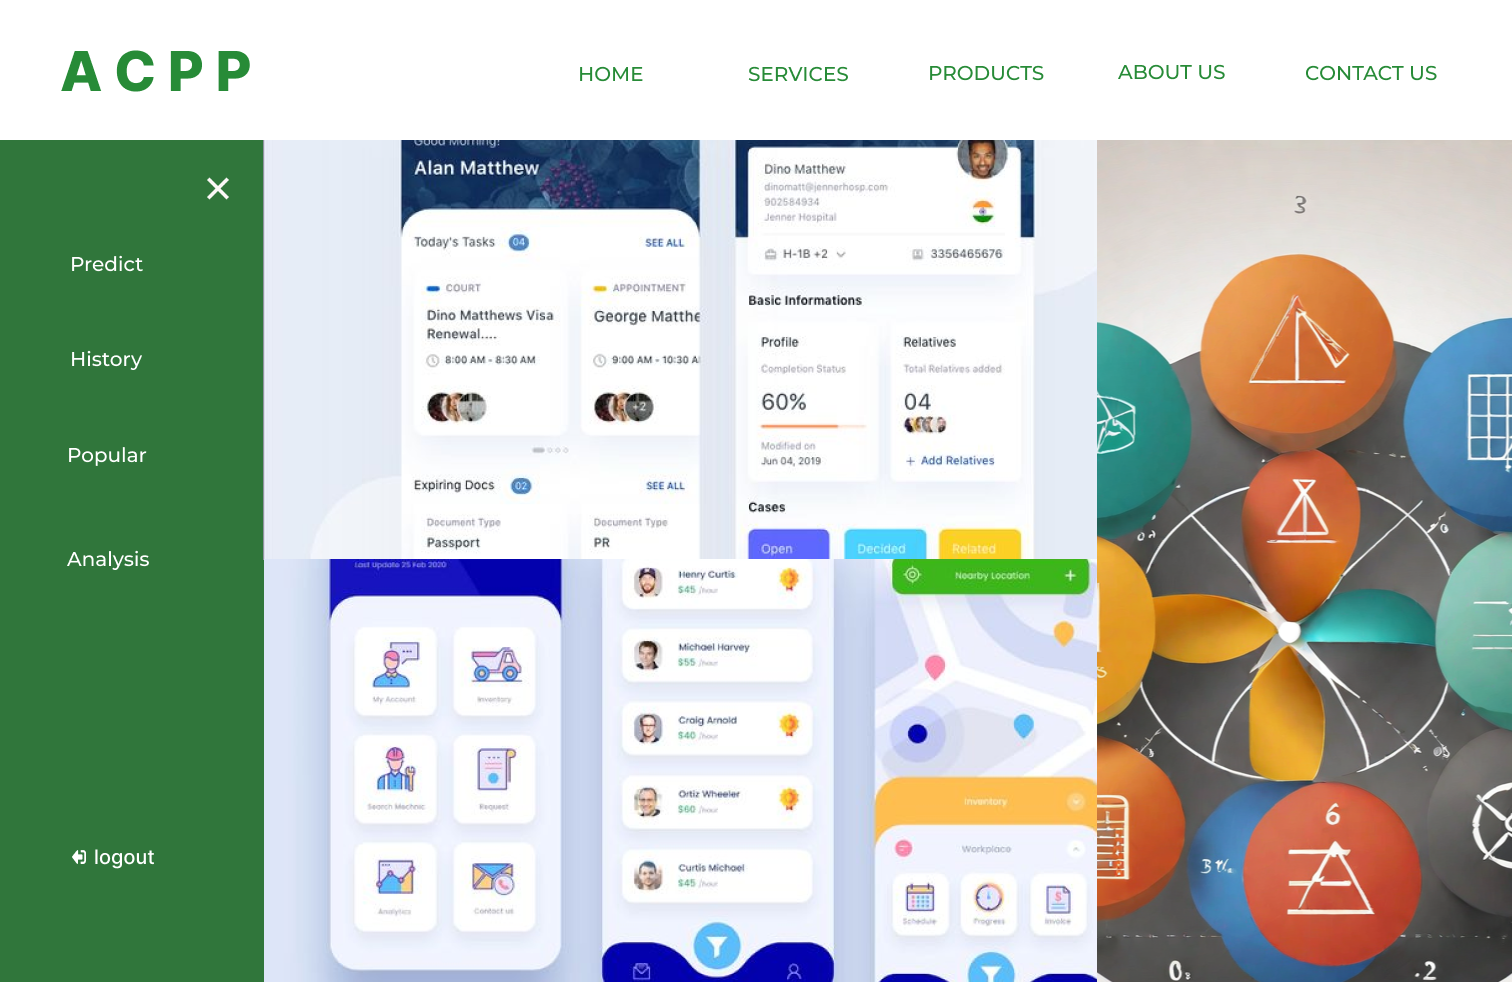 ACPP
HOME
SERVICES
PRODUCTS
ABOUT US
CONTACT US
Predict
History
Popular
Analysis
logout
Good Morning!
Alan Matthew
Today's Tasks 04 SEE ALL
COURT
Dino Matthews Visa
Renewal....
8:00 AM - 8:30 AM
APPOINTMENT
George Matthe
9:00 AM - 10:30 A
+2
Expiring Docs 02 SEE ALL
Document Type
Passport
Document Type
PR
Dino Matthew
dinomatt@jennerhosp.com
902584934
Jenner Hospital
H-1B +2
3356465676
Basic Informations
Profile
Completion Status
60%
Modified on
Jun 04, 2019
Relatives
Total Relatives added
04
+ Add Relatives
Cases
Open
Decided
Related
Last Update 25 Feb 2020
My Account
Inventory
Search Mechnic
Request
Analytics
Contact us
Henry Curtis
$45 /hour
Michael Harvey
$55 /hour
Craig Arnold
$40 /hour
Ortiz Wheeler
$60 /hour
Curtis Michael
$45 /hour
Nearby Location +
Inventory
Workplace
Schedule
Progress
Invoice
6
.2